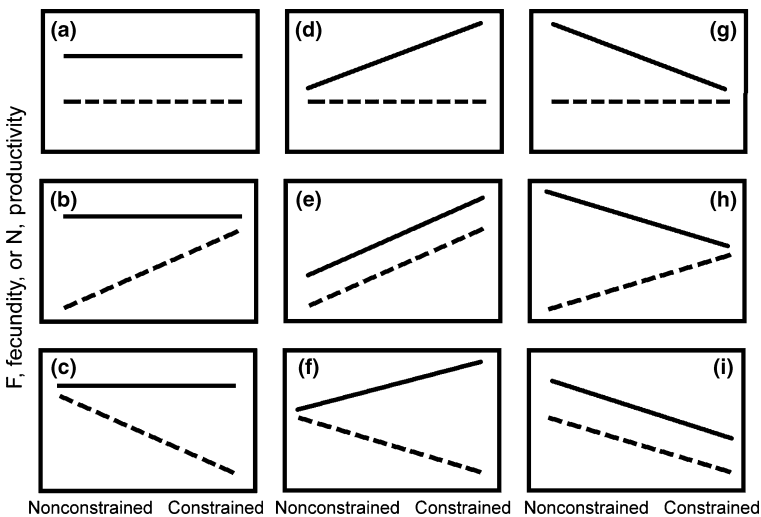 (a)
(d)
(g)
(b)
(e)
(h)
(c)
(f)
(i)
F, fecundity, or N, productivity
Nonconstrained Constrained Nonconstrained Constrained Nonconstrained Constrained